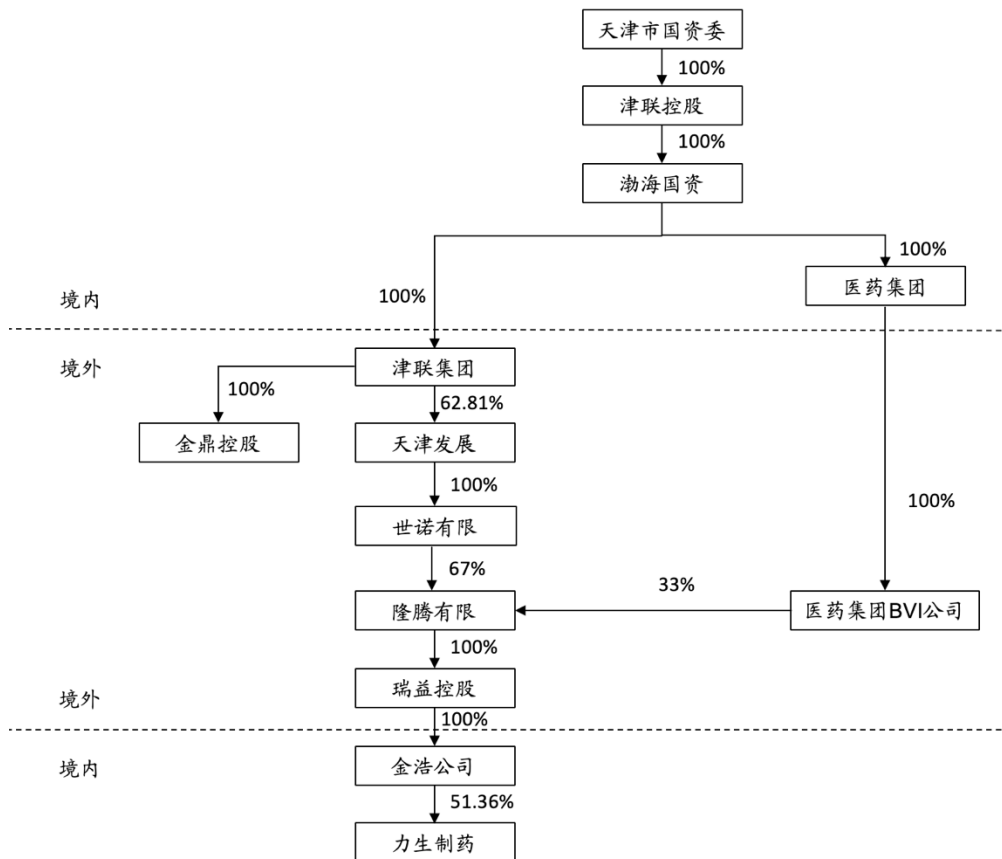 天津市国资委
100%
津联控股
100%
渤海国资
100%
100%
境内
医药集团
境外
津联集团
100%
62.81%
金鼎控股
天津发展
100%
100%
世诺有限
67%
33%
隆腾有限
医药集团BVI公司
100%
境外
瑞益控股
100%
境内
金浩公司
51.36%
力生制药